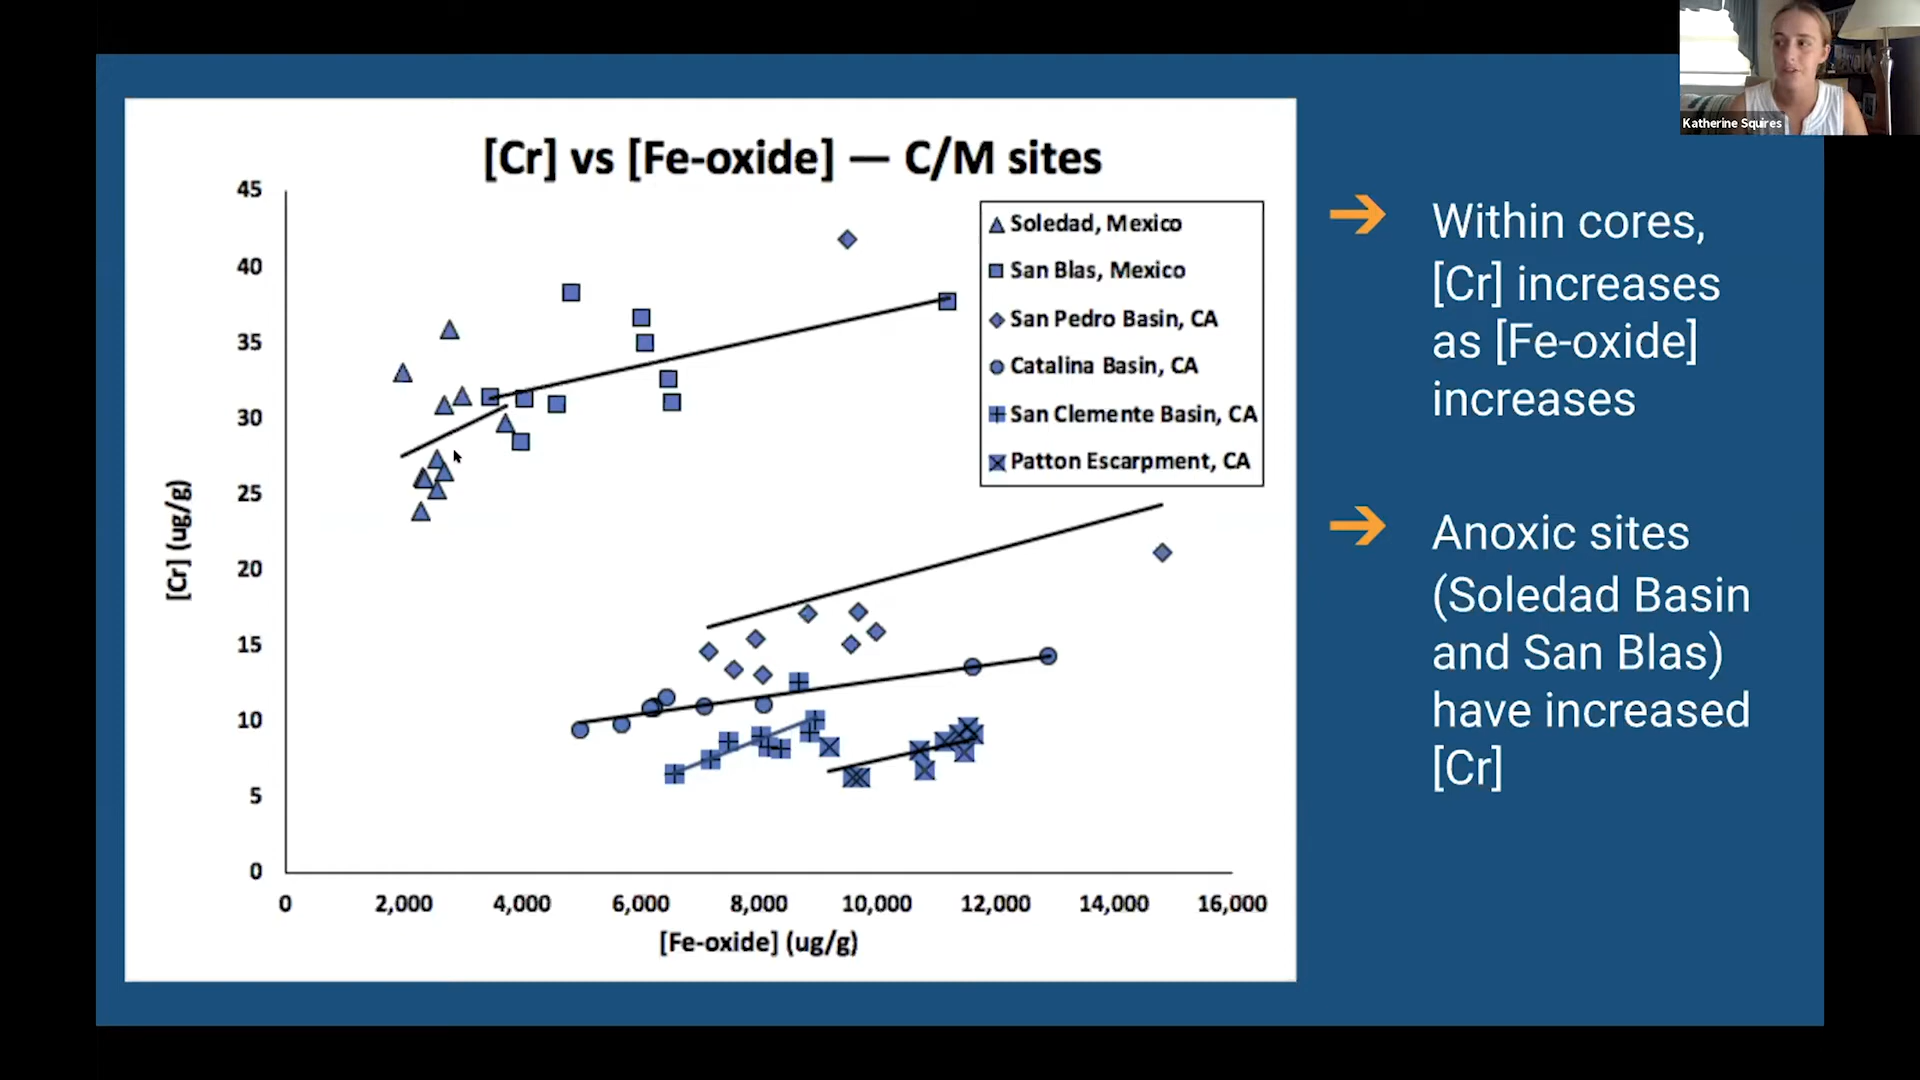 Katherine Squires
[Cr] vs [Fe-oxide] — C/M sites
45
40
35
30
25
20
15
10
5
0
[Cr] (ug/g)
0
2,000
4,000
6,000
8,000
10,000
12,000
14,000
16,000
[Fe-oxide] (ug/g)
Soledad, Mexico
San Blas, Mexico
San Pedro Basin, CA
Catalina Basin, CA
San Clemente Basin, CA
Patton Escarpment, CA
Within cores,
[Cr] increases
as [Fe-oxide]
increases
Anoxic sites
(Soledad Basin
and San Blas)
have increased
[Cr]